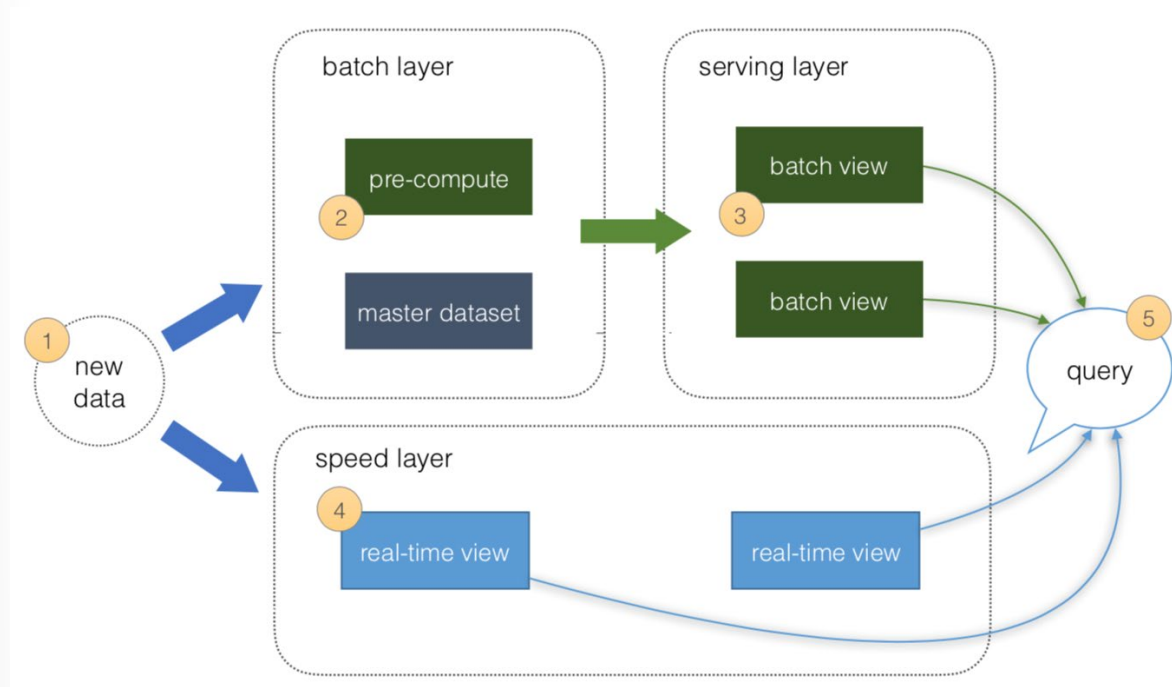 batch layer
serving layer
pre-compute
batch view
2
3
master dataset
batch view
1
new
data
5
query
speed layer
4
real-time view
real-time view